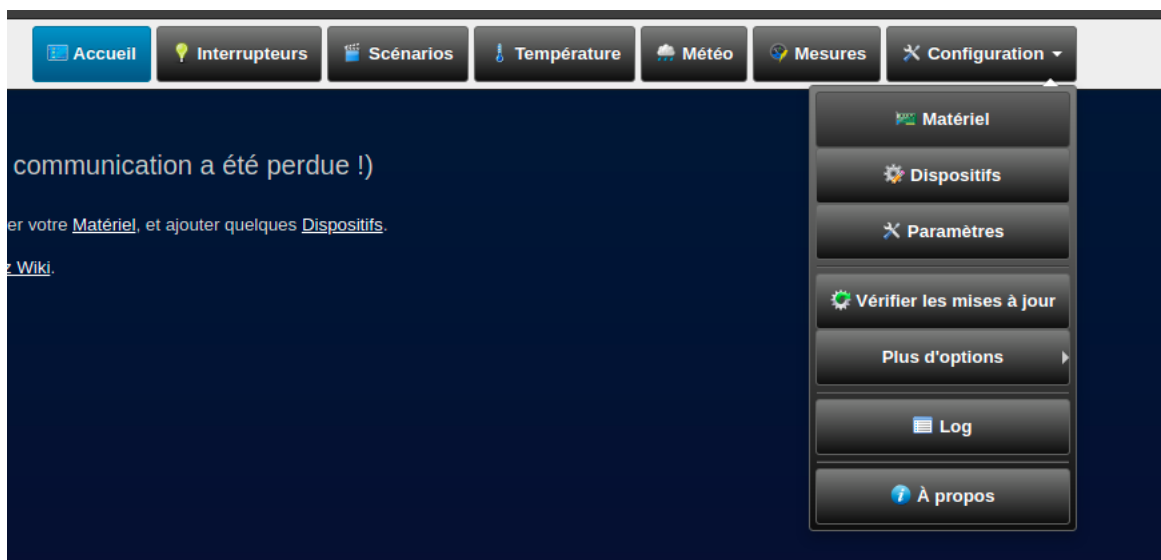 Accueil Interrupteurs Scénarios Température Météo Mesures Configuration
Matériel
communication a été perdue !)
Dispositifs
er votre Matériel, et ajouter quelques Dispositifs.
Paramètres
z Wiki.
Vérifier les mises à jour
Plus d'options
Log
À propos